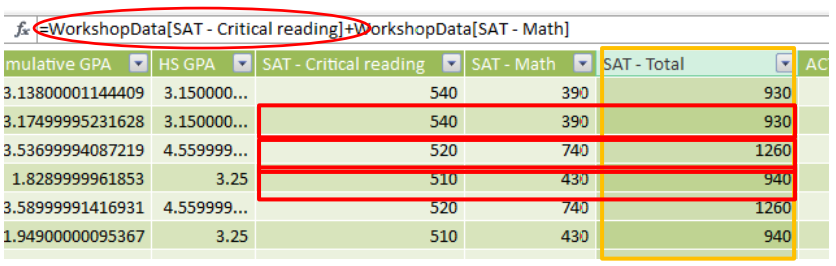 fx =WorkshopData[SAT - Critical reading]+WorkshopData[SAT - Math]
mulative GPA HS GPA SAT - Critical reading SAT - Math SAT - Total AC
3.13800001144409 3.150000... 540 390 930
3.17499995231628 3.150000... 540 390 930
3.53699994087219 4.559999... 520 740 1260
1.8289999961853 3.25 510 430 940
3.58999991416931 4.559999... 520 740 1260
1.94900000095367 3.25 510 430 940